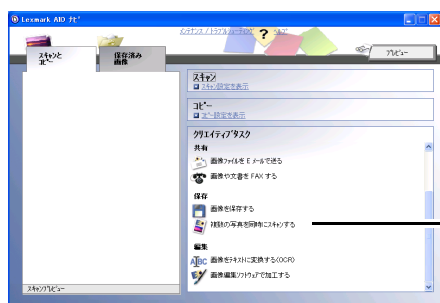 Lexmark AIO ナビ
メンテナンス / トラブルシューティング
ヘルプ
スキャンと
コピー
保存済み
画像
プレビュー
スキャン
スキャン設定を表示
コピー
コピー設定を表示
クリエイティブタスク
共有
画像ファイルを E メールで送る
画像や文書を FAX する
保存
画像を保存する
複数の写真を同時にスキャンする
編集
ABC
画像をテキストに変換する(OCR)
画像編集ソフトウェアで加工する
スキャンプレビュー